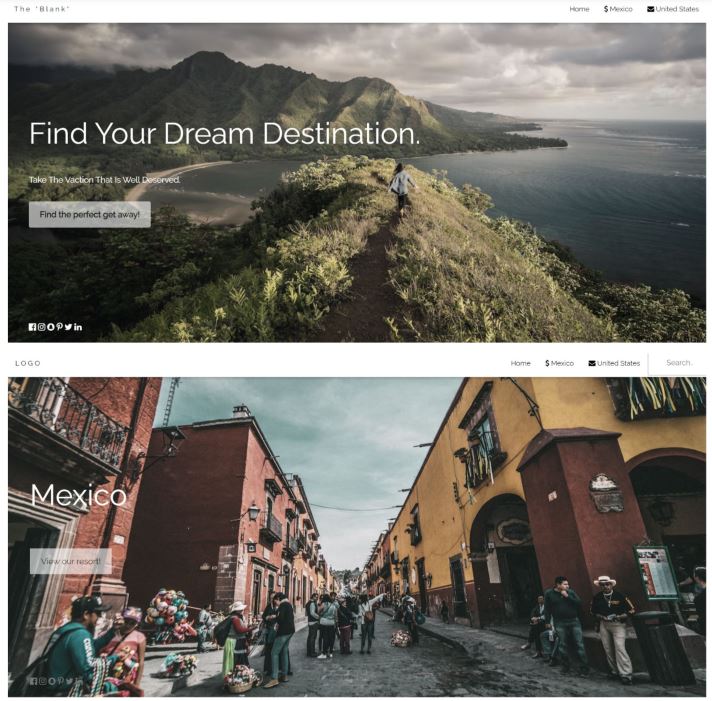 The "Blank"
Home
$ Mexico
United States
Find Your Dream Destination.
Take The Vaction That Is Well Deserved.
Find the perfect get away!
LOGO
Home
$ Mexico
United States
Search..
Mexico
View our resort!